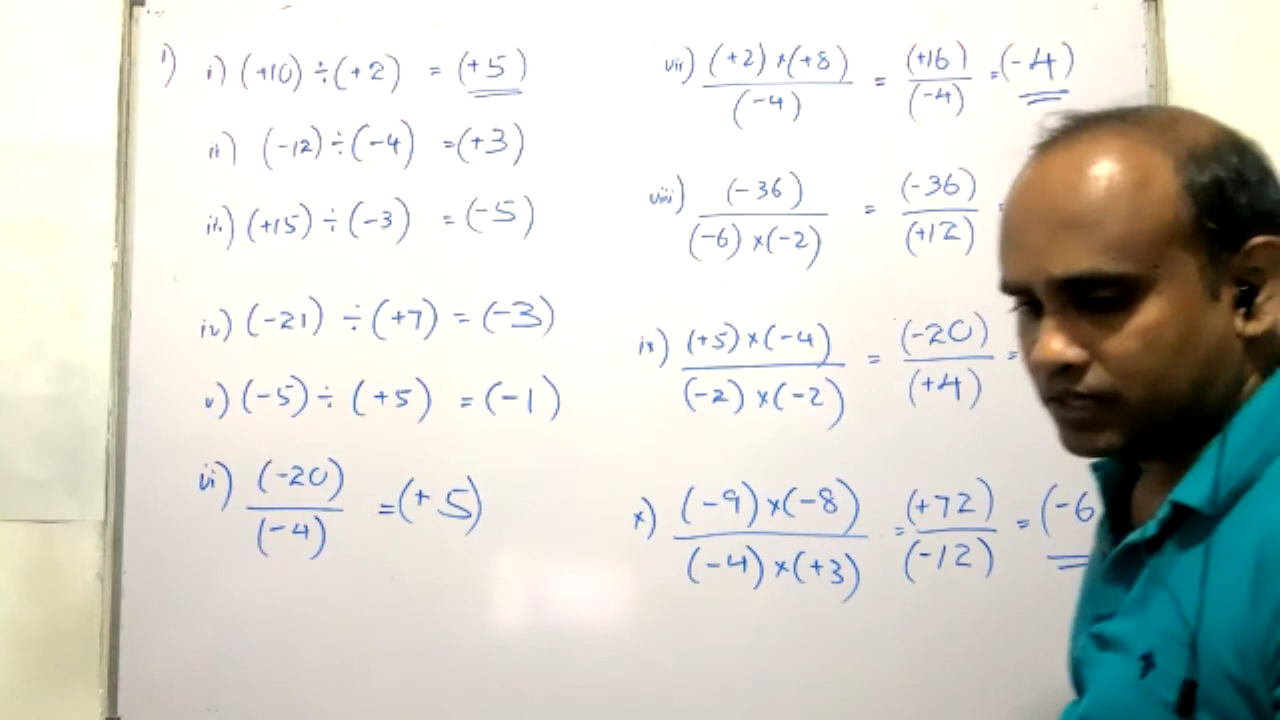 1) i) (+10) ÷ (+2) = (+5)
ii) (-12) ÷ (-4) = (+3)
iii) (+15) ÷ (-3) = (-5)
iv) (-21) ÷ (+7) = (-3)
v) (-5) ÷ (+5) = (-1)
vi) (-20)/(-4) = (+5)
vii) (+2)×(+8)/(-4) = (+16)/(-4) = (-4)
viii) (-36)/(-6)×(-2) = (-36)/(+12) =
ix) (+5)×(-4)/(-2)×(-2) = (-20)/(+4) =
x) (-9)×(-8)/(-4)×(+3) = (+72)/(-12) = (-6